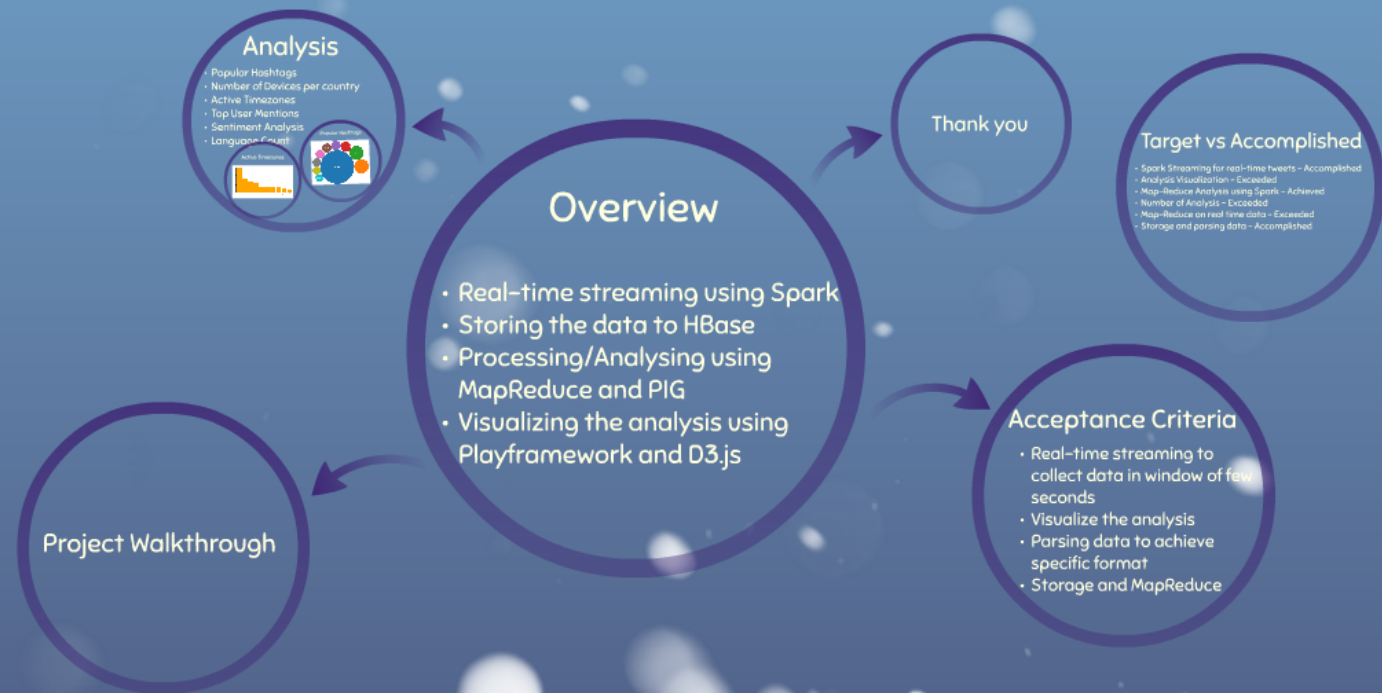 Analysis
• Popular Hashtags
• Number of Devices per country
• Active Timezones
• Top User Mentions
• Sentiment Analysis
• Language Count
Active Timezones
Popular Hashtags
Overview
• Real-time streaming using Spark
• Storing the data to HBase
• Processing/Analysing using
MapReduce and PIG
• Visualizing the analysis using
Playframework and D3.js
Thank you
Target vs Accomplished
• Spark Streaming for real-time tweets - Accomplished
• Analysis Visualization - Exceeded
• Map-Reduce Analysis using Spark - Achieved
• Number of Analysis - Exceeded
• Map-Reduce on real time data - Exceeded
• Storage and parsing data - Accomplished
Project Walkthrough
Acceptance Criteria
• Real-time streaming to
collect data in window of few
seconds
• Visualize the analysis
• Parsing data to achieve
specific format
• Storage and MapReduce